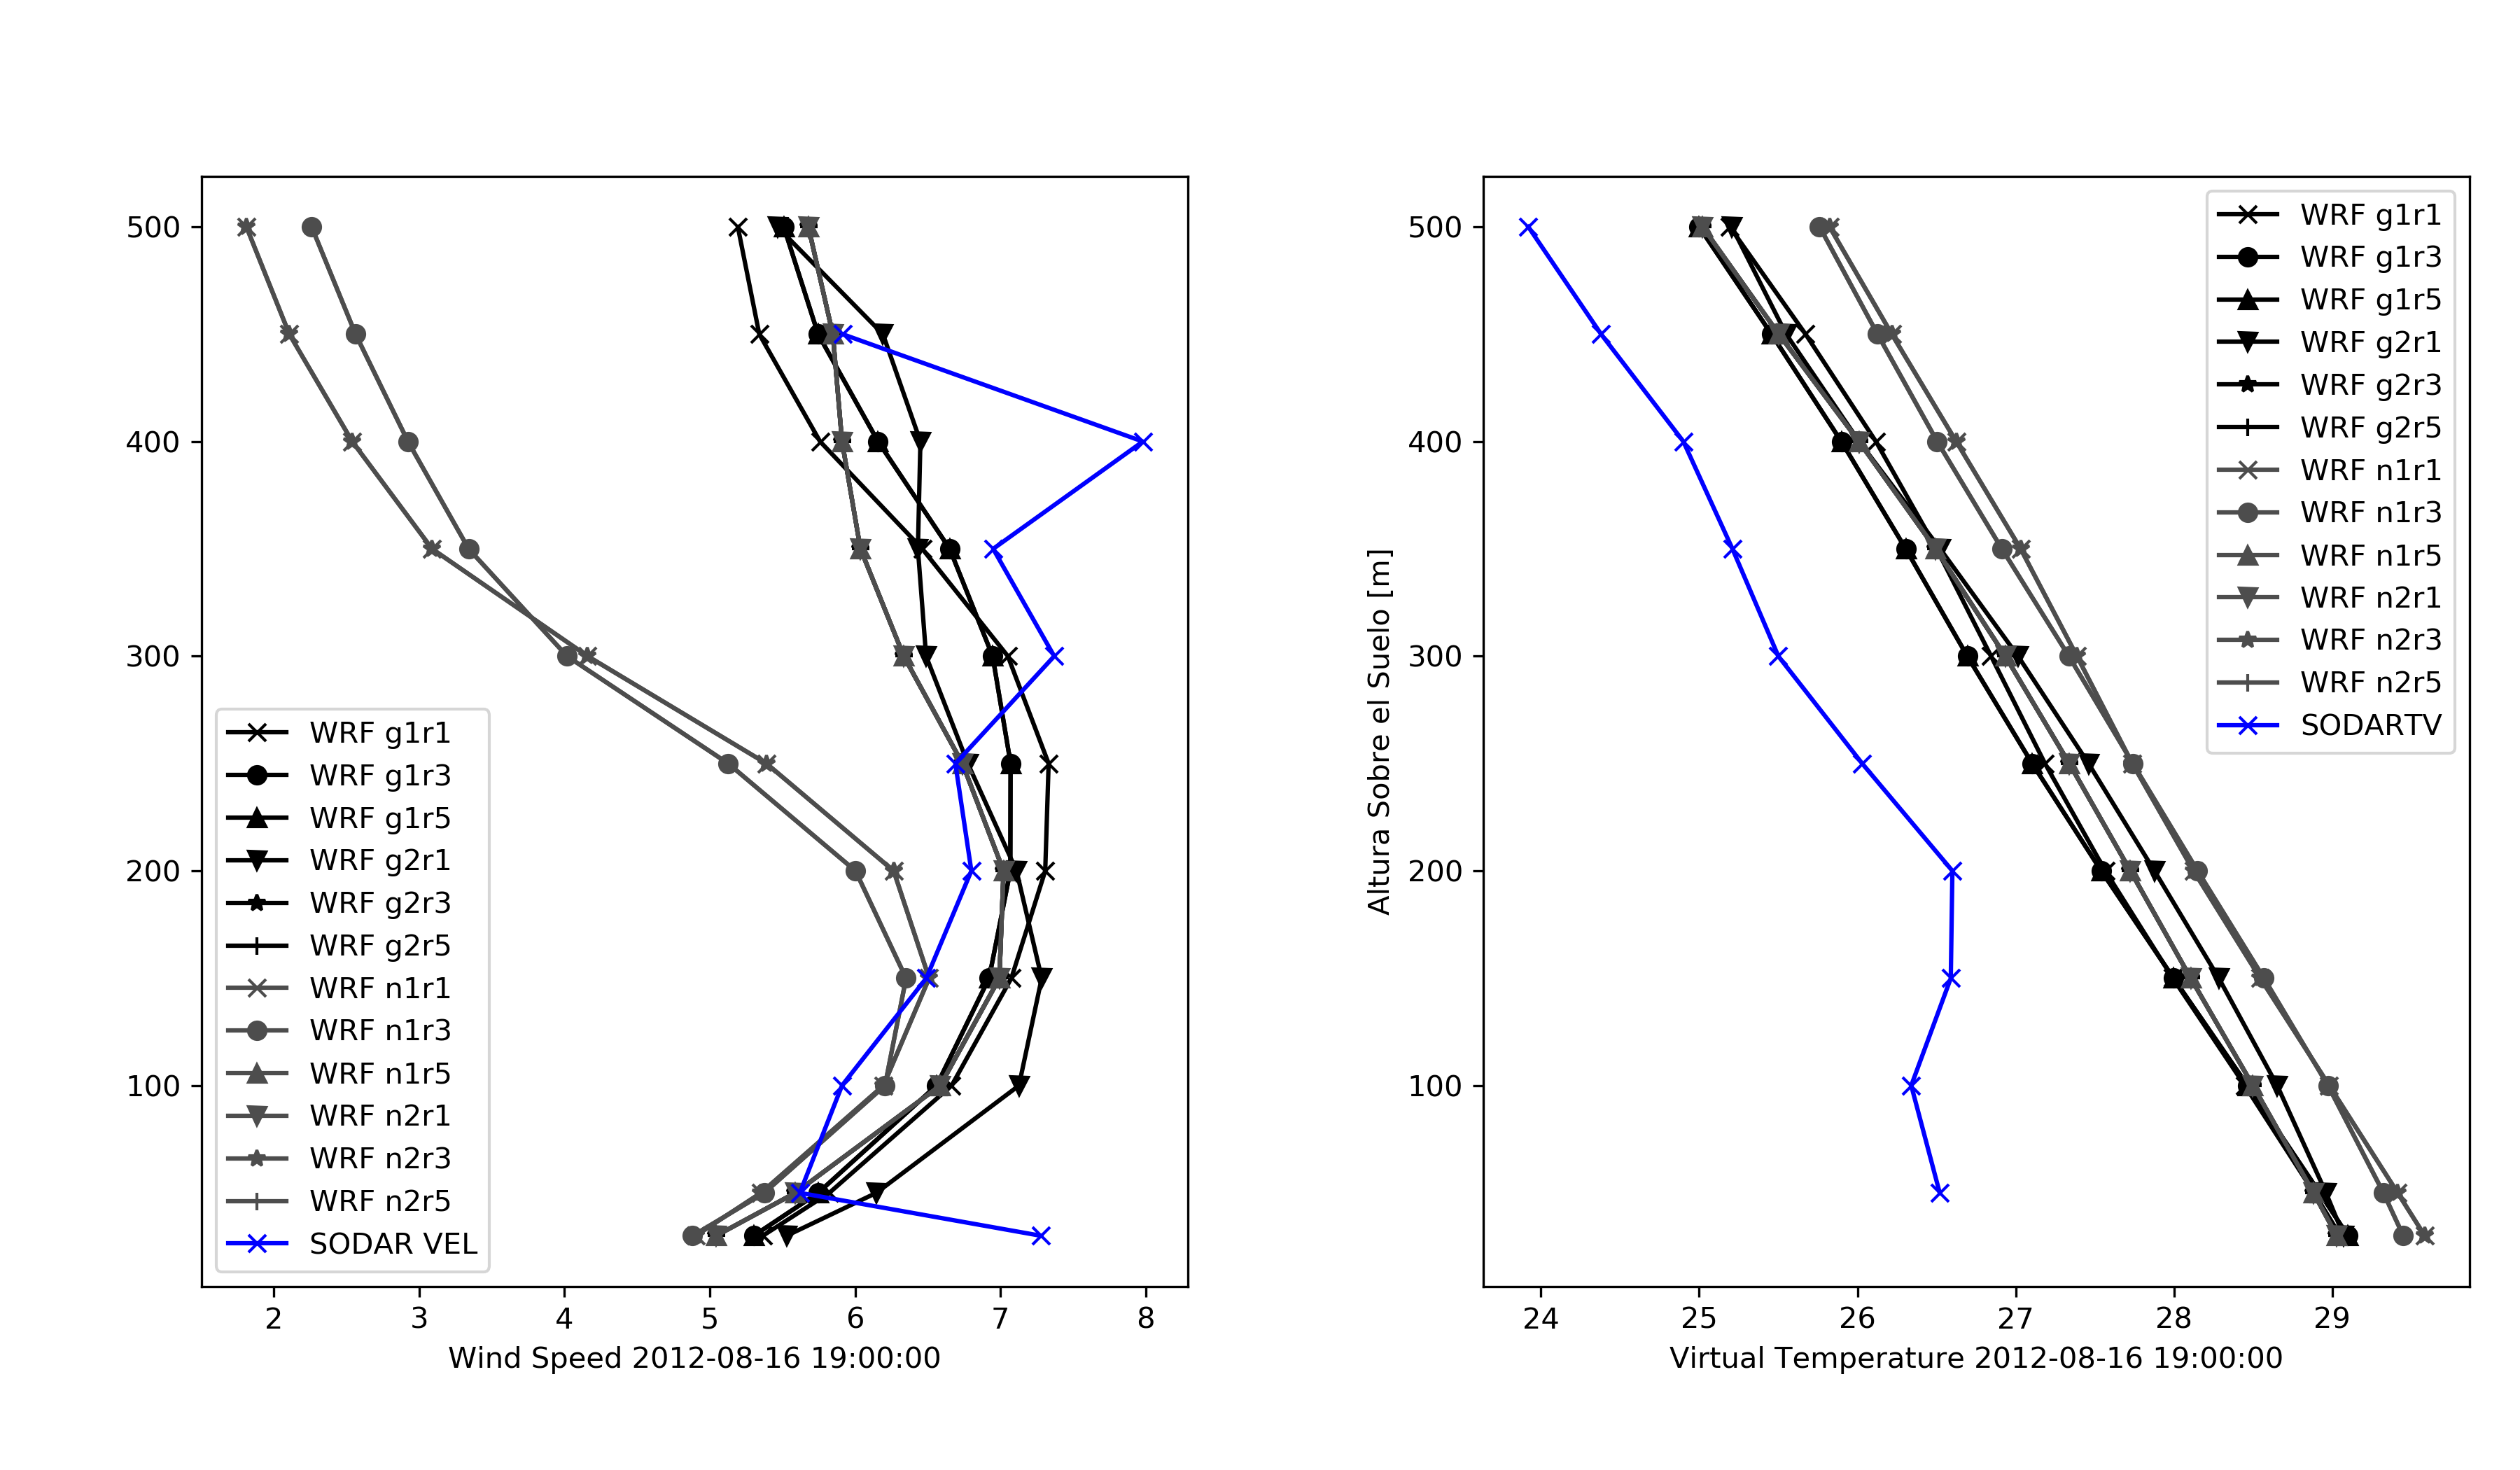 500
400
300
200
100
WRF g1r1
WRF g1r3
WRF g1r5
WRF g2r1
WRF g2r3
WRF g2r5
WRF n1r1
WRF n1r3
WRF n1r5
WRF n2r1
WRF n2r3
WRF n2r5
SODAR VEL
2 3 4 5 6 7 8
Wind Speed 2012-08-16 19:00:00
Altura Sobre el Suelo [m]
500
400
300
200
100
WRF g1r1
WRF g1r3
WRF g1r5
WRF g2r1
WRF g2r3
WRF g2r5
WRF n1r1
WRF n1r3
WRF n1r5
WRF n2r1
WRF n2r3
WRF n2r5
SODARTV
24 25 26 27 28 29
Virtual Temperature 2012-08-16 19:00:00